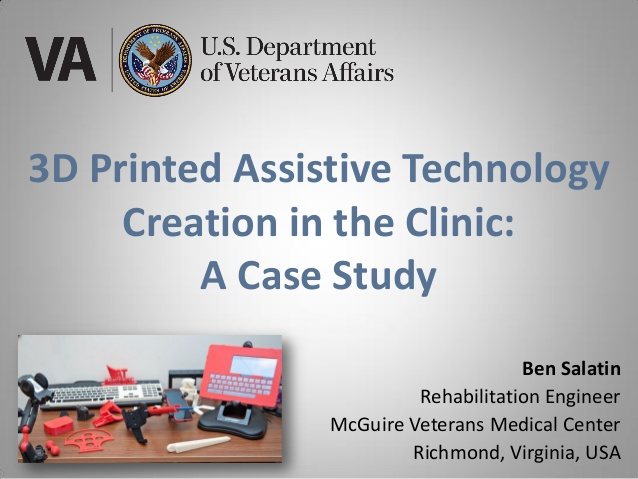 VA
U.S. Department
of Veterans Affairs
3D Printed Assistive Technology
Creation in the Clinic:
A Case Study
Ben Salatin
Rehabilitation Engineer
McGuire Veterans Medical Center
Richmond, Virginia, USA